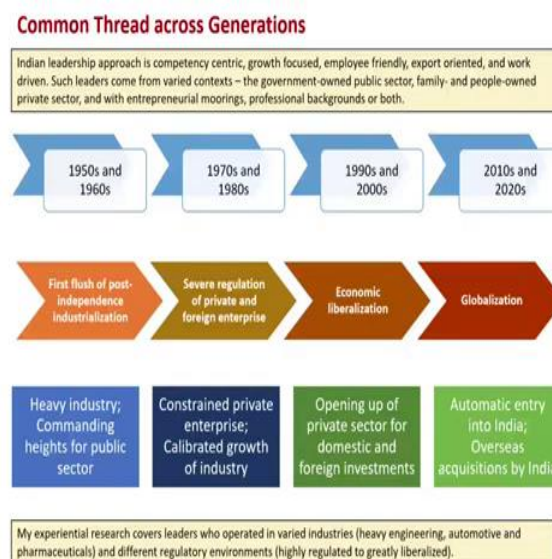 Common Thread across Generations
Indian leadership approach is competency centric, growth focused, employee friendly, export oriented, and work
driven. Such leaders come from varied contexts – the government-owned public sector, family- and people-owned
private sector, and with entrepreneurial moorings, professional backgrounds or both.
1950s and
1960s
1970s and
1980s
1990s and
2000s
2010s and
2020s
First flush of post-
independence
industrialization
Severe regulation
of private and
foreign enterprise
Economic
liberalization
Globalization
Heavy industry;
Commanding
heights for public
sector
Constrained private
enterprise;
Calibrated growth
of industry
Opening up of
private sector for
domestic and
foreign investments
Automatic entry
into India;
Overseas
acquisitions by India
My experiential research covers leaders who operated in varied industries (heavy engineering, automotive and
pharmaceuticals) and different regulatory environments (highly regulated to greatly liberalized).